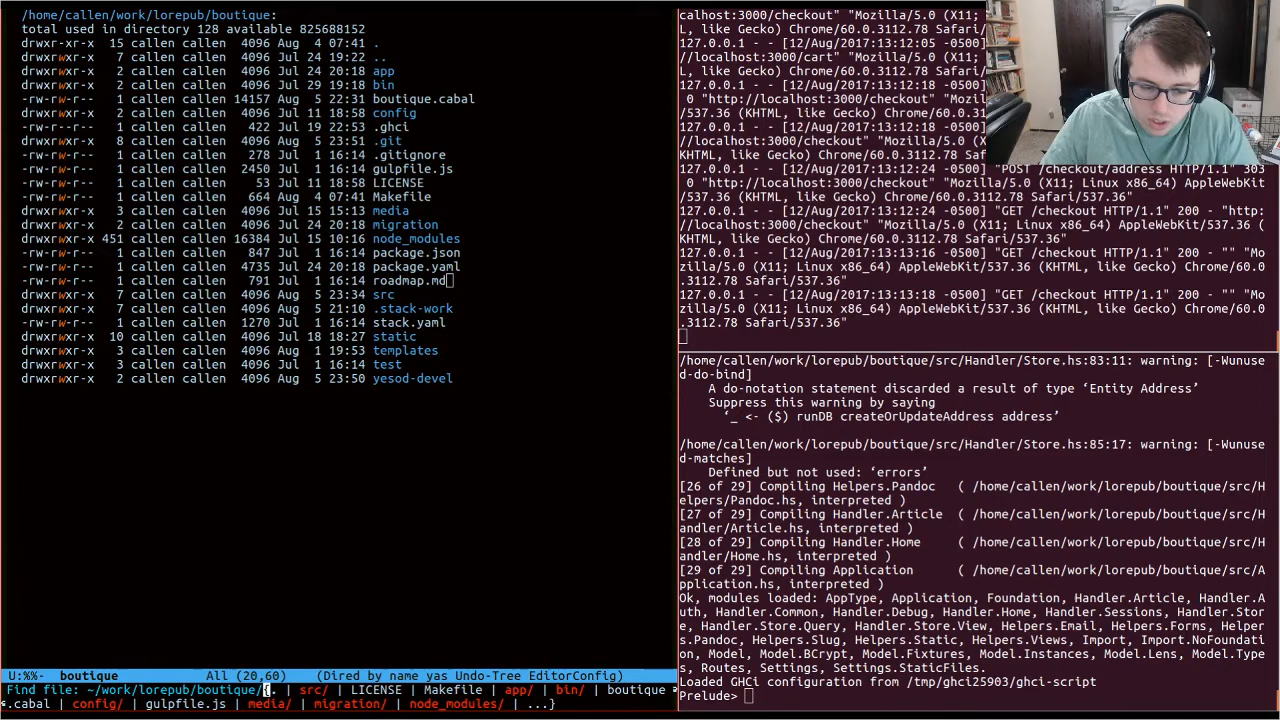 /home/callen/work/lorepub/boutique:
total used in directory 128 available 825688152
drwxr-xr-x 15 callen callen 4096 Aug 4 07:41 .
drwxrwxr-x 7 callen callen 4096 Jul 24 19:22 ..
drwxrwxr-x 2 callen callen 4096 Jul 24 20:18 app
drwxrwxr-x 2 callen callen 4096 Jul 29 19:18 bin
-rw-rw-r-- 1 callen callen 14157 Aug 5 22:31 boutique.cabal
drwxrwxr-x 2 callen callen 4096 Jul 11 18:58 config
-rw-r--r-- 1 callen callen 422 Jul 19 22:53 .ghci
drwxrwxr-x 8 callen callen 4096 Aug 5 23:51 .git
-rw-rw-r-- 1 callen callen 278 Jul 1 16:14 .gitignore
-rw-rw-r-- 1 callen callen 2450 Jul 1 16:14 gulpfile.js
-rw-rw-r-- 1 callen callen 53 Jul 11 18:58 LICENSE
-rw-rw-r-- 1 callen callen 664 Aug 4 07:41 Makefile
drwxrwxr-x 3 callen callen 4096 Jul 15 15:13 media
drwxrwxr-x 2 callen callen 4096 Jul 24 20:18 migration
drwxrwxr-x 451 callen callen 16384 Jul 15 10:16 node_modules
-rw-rw-r-- 1 callen callen 847 Jul 1 16:14 package.json
-rw-rw-r-- 1 callen callen 4735 Jul 24 20:18 package.yaml
-rw-rw-r-- 1 callen callen 791 Jul 1 16:14 roadmap.md
drwxrwxr-x 7 callen callen 4096 Aug 5 23:34 src
drwxrwxr-x 7 callen callen 4096 Aug 5 21:10 .stack-work
-rw-rw-r-- 1 callen callen 1270 Jul 1 16:14 stack.yaml
drwxrwxr-x 10 callen callen 4096 Jul 18 18:27 static
drwxrwxr-x 3 callen callen 4096 Aug 1 19:53 templates
drwxrwxr-x 3 callen callen 4096 Jul 1 16:14 test
drwxrwxr-x 2 callen callen 4096 Aug 5 23:50 yesod-devel
U:%%- boutique All (20,60) (Dired by name yas Undo-Tree EditorConfig)
Find file: ~/work/lorepub/boutique/{. | src/ | LICENSE | Makefile | app/ | bin/ | boutique
.cabal | config/ | gulpfile.js | media/ | migration/ | node_modules/ | ...}
calhost:3000/checkout" "Mozilla/5.0 (X11;
L, like Gecko) Chrome/60.0.3112.78 Safari/
127.0.0.1 - - [12/Aug/2017:13:12:05 -0500]
//localhost:3000/cart" "Mozilla/5.0 (X11;
L, like Gecko) Chrome/60.0.3112.78 Safari/
127.0.0.1 - - [12/Aug/2017:13:12:18 -0500]
0 "http://localhost:3000/checkout" "Mozil
/537.36 (KHTML, like Gecko) Chrome/60.0.3
127.0.0.1 - - [12/Aug/2017:13:12:18 -0500]
//localhost:3000/checkout" "Mozilla/5.0 (X
KHTML, like Gecko) Chrome/60.0.3112.78 Saf
127.0.0.1 - - [12/Aug/2017:13:12:24 -0500] "POST /checkout/address HTTP/1.1" 303
0 "http://localhost:3000/checkout" "Mozilla/5.0 (X11; Linux x86_64) AppleWebKit
/537.36 (KHTML, like Gecko) Chrome/60.0.3112.78 Safari/537.36"
127.0.0.1 - - [12/Aug/2017:13:12:24 -0500] "GET /checkout HTTP/1.1" 200 - "http:
//localhost:3000/checkout" "Mozilla/5.0 (X11; Linux x86_64) AppleWebKit/537.36 (
KHTML, like Gecko) Chrome/60.0.3112.78 Safari/537.36"
127.0.0.1 - - [12/Aug/2017:13:13:16 -0500] "GET /checkout HTTP/1.1" 200 - "" "Mo
zilla/5.0 (X11; Linux x86_64) AppleWebKit/537.36 (KHTML, like Gecko) Chrome/60.0
.3112.78 Safari/537.36"
127.0.0.1 - - [12/Aug/2017:13:13:18 -0500] "GET /checkout HTTP/1.1" 200 - "" "Mo
zilla/5.0 (X11; Linux x86_64) AppleWebKit/537.36 (KHTML, like Gecko) Chrome/60.0
.3112.78 Safari/537.36"
/home/callen/work/lorepub/boutique/src/Handler/Store.hs:83:11: warning: [-Wunuse
d-do-bind]
A do-notation statement discarded a result of type ‘Entity Address’
Suppress this warning by saying
‘_ <- ($) runDB createOrUpdateAddress address’
/home/callen/work/lorepub/boutique/src/Handler/Store.hs:85:17: warning: [-Wunuse
d-matches]
Defined but not used: ‘errors’
[26 of 29] Compiling Helpers.Pandoc ( /home/callen/work/lorepub/boutique/src/H
elpers/Pandoc.hs, interpreted )
[27 of 29] Compiling Handler.Article ( /home/callen/work/lorepub/boutique/src/H
andler/Article.hs, interpreted )
[28 of 29] Compiling Handler.Home ( /home/callen/work/lorepub/boutique/src/H
andler/Home.hs, interpreted )
[29 of 29] Compiling Application ( /home/callen/work/lorepub/boutique/src/A
pplication.hs, interpreted )
Ok, modules loaded: AppType, Application, Foundation, Handler.Article, Handler.A
uth, Handler.Common, Handler.Debug, Handler.Home, Handler.Sessions, Handler.Stor
e, Handler.Store.Query, Handler.Store.View, Helpers.Email, Helpers.Forms, Helper
s.Pandoc, Helpers.Slug, Helpers.Static, Helpers.Views, Import, Import.NoFoundati
on, Model, Model.BCrypt, Model.Fixtures, Model.Instances, Model.Lens, Model.Type
s, Routes, Settings, Settings.StaticFiles.
Loaded GHCi configuration from /tmp/ghci25903/ghci-script
Prelude>